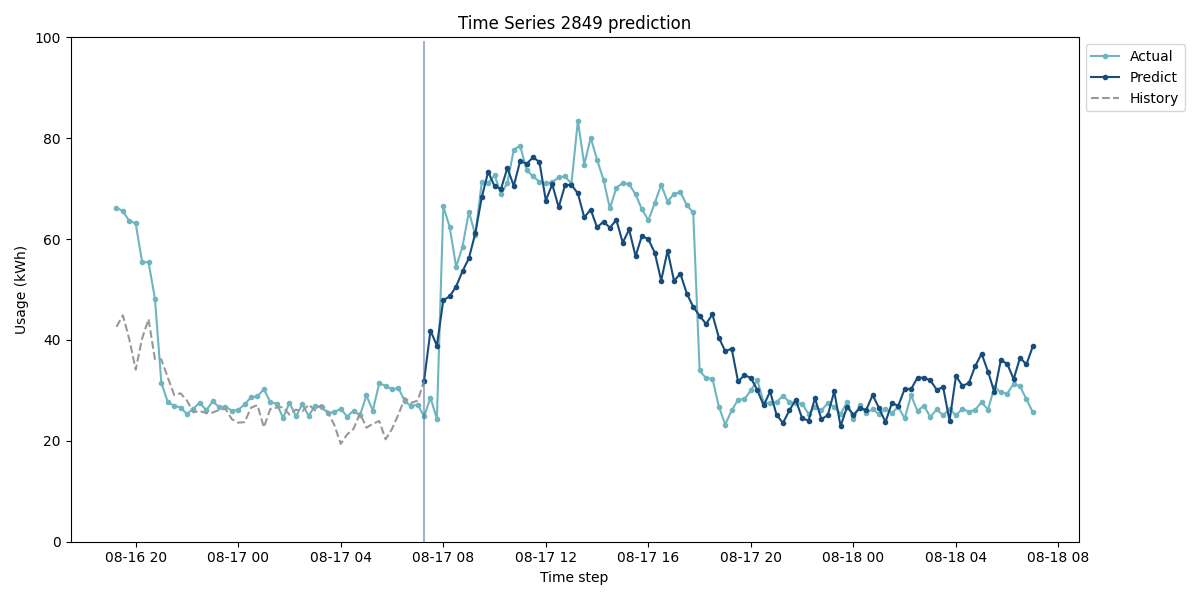 Time Series 2849 prediction
100
80
60
40
20
0
Usage (kWh)
08-16 20
08-17 00
08-17 04
08-17 08
08-17 12
08-17 16
08-17 20
08-18 00
08-18 04
08-18 08
Time step
Actual
Predict
History